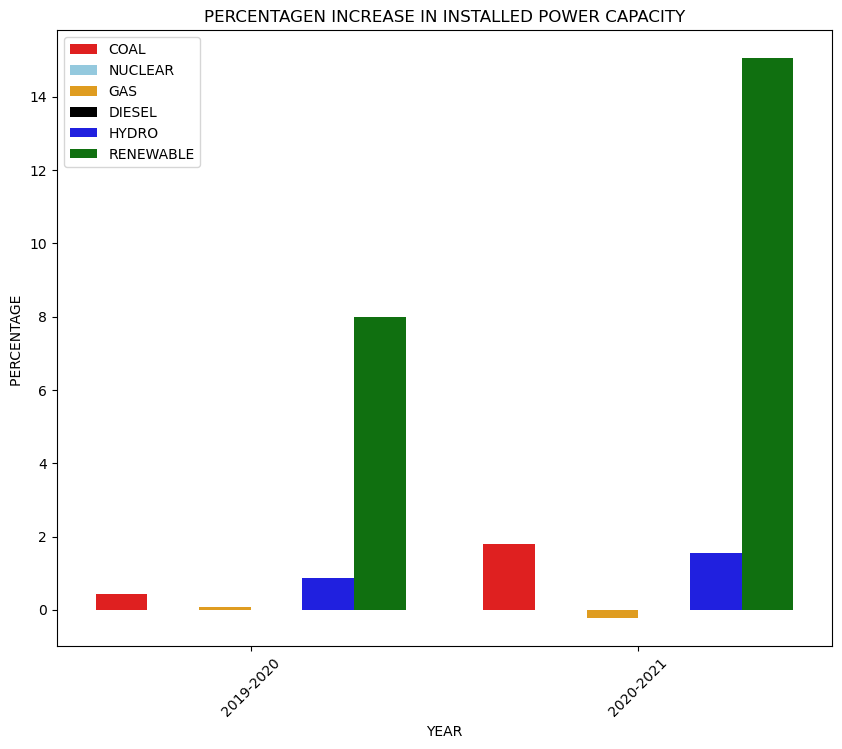 PERCENTAGEN INCREASE IN INSTALLED POWER CAPACITY
COAL
NUCLEAR
GAS
DIESEL
HYDRO
RENEWABLE
14
12
10
8
6
4
2
0
PERCENTAGE
2019-2020
2020-2021
YEAR